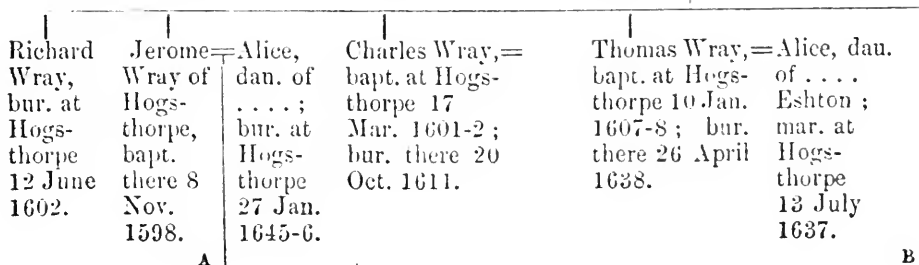 Richard
Wray,
bur. at
Hogs-
thorpe
12 June
1602.
Jerome=
Wray of
Hogs-
thorpe,
bapt.
there 8
Nov.
1598.
Alice,
dau. of
. . . . ;
bur. at
Hogs-
thorpe
27 Jan.
1645-6.
Charles Wray,=
bapt. at Hogs-
thorpe 17
Mar. 1601-2 ;
bur. there 20
Oct. 1611.
Thomas Wray,=
bapt. at Hogs-
thorpe 10 Jan.
1607-8 ; bur.
there 26 April
1638.
Alice, dau.
of . . . .
Eshton ;
mar. at
Hogs-
thorpe
13 July
1637.
A
B